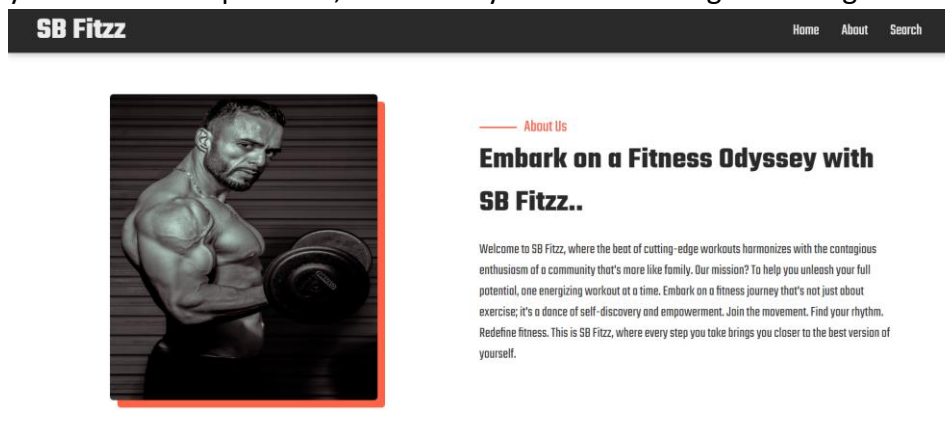 SB Fitzz
Home About Search
About Us
Embark on a Fitness Odyssey with
SB Fitzz..
Welcome to SB Fitzz, where the beat of cutting-edge workouts harmonizes with the contagious
enthusiasm of a community that's more like family. Our mission? To help you unleash your full
potential, one energizing workout at a time. Embark on a fitness journey that's not just about
exercise; it's a dance of self-discovery and empowerment. Join the movement. Find your rhythm.
Redefine fitness. This is SB Fitzz, where every step you take brings you closer to the best version of
yourself.